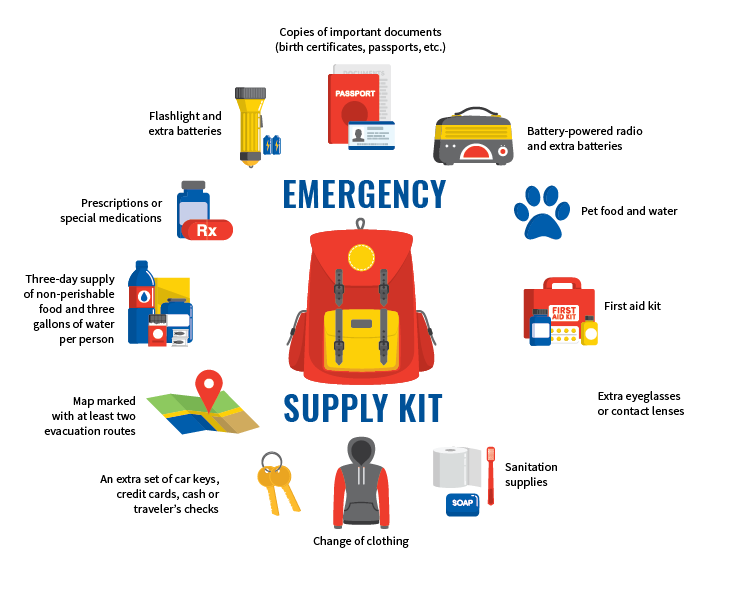 Copies of important documents
(birth certificates, passports, etc.)
DOCUMENTS
PASSPORT
Flashlight and
extra batteries
Battery-powered radio
and extra batteries
EMERGENCY
Prescriptions or
special medications
Rx
Pet food and water
Three-day supply
of non-perishable
food and three
gallons of water
per person
FIRST
AID KIT
First aid kit
Map marked
with at least two
evacuation routes
SUPPLY KIT
Extra eyeglasses
or contact lenses
An extra set of car keys,
credit cards, cash or
traveler's checks
SOAP
Sanitation
supplies
Change of clothing